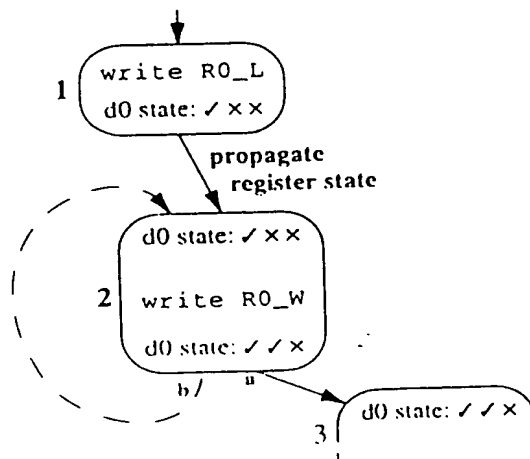 write R0_L
1
d0 state: ✓ × ×
propagate
register state
d0 state: ✓ × ×
2
write R0_W
d0 state: ✓ ✓ ×
b/ a
d0 state: ✓ ✓ ×
3